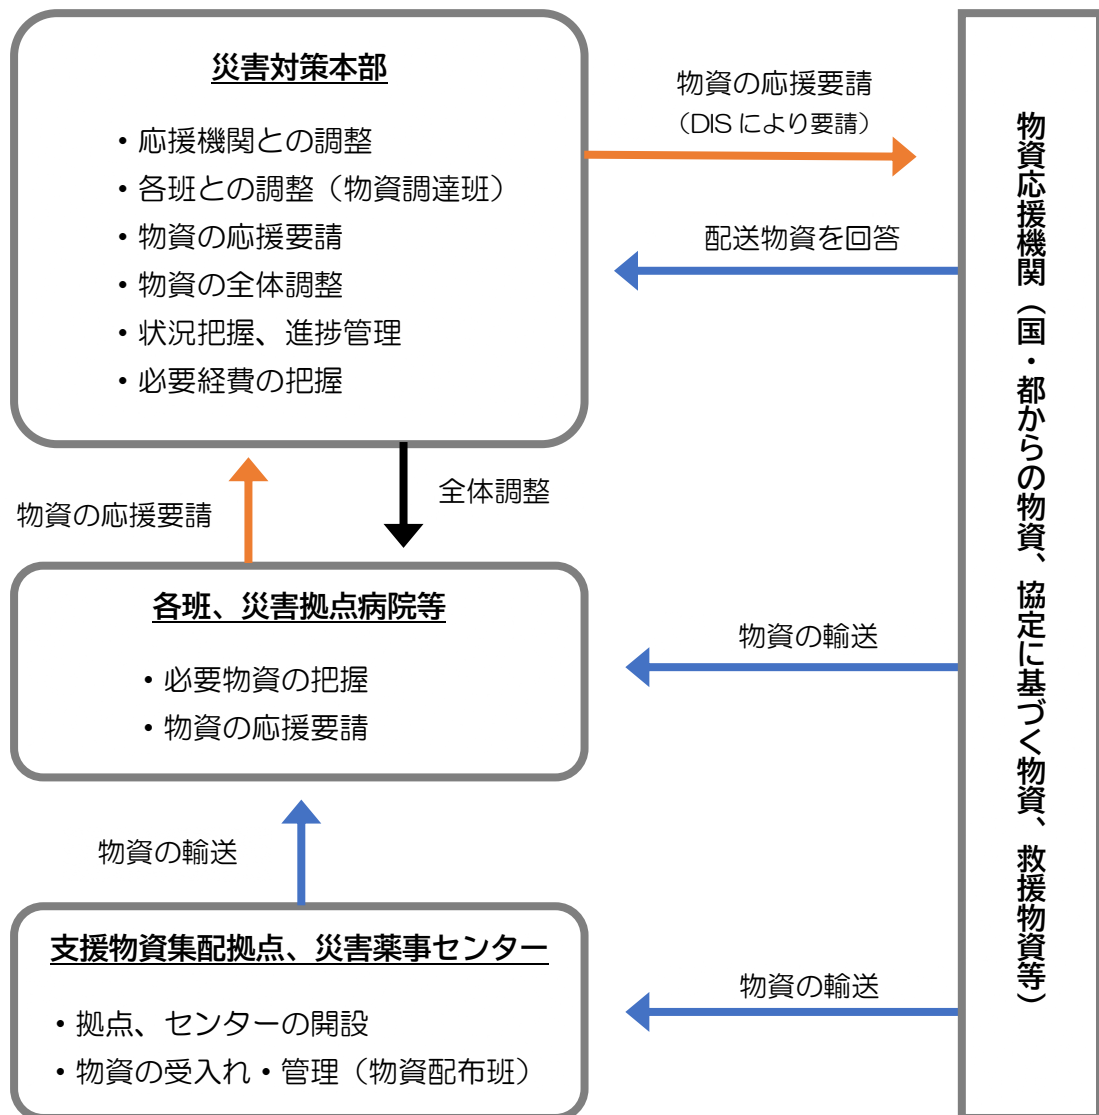 災害対策本部
・応援機関との調整
・各班との調整（物資調達班）
・物資の応援要請
・物資の全体調整
・状況把握、進捗管理
・必要経費の把握
物資の応援要請
（DISにより要請）
配送物資を回答
物資の応援要請
全体調整
各班、災害拠点病院等
・必要物資の把握
・物資の応援要請
物資の輸送
物資の輸送
支援物資集配拠点、災害薬事センター
・拠点、センターの開設
・物資の受入れ・管理（物資配布班）
物資の輸送
物資応援機関（国・都からの物資、協定に基づく物資、救援物資等）